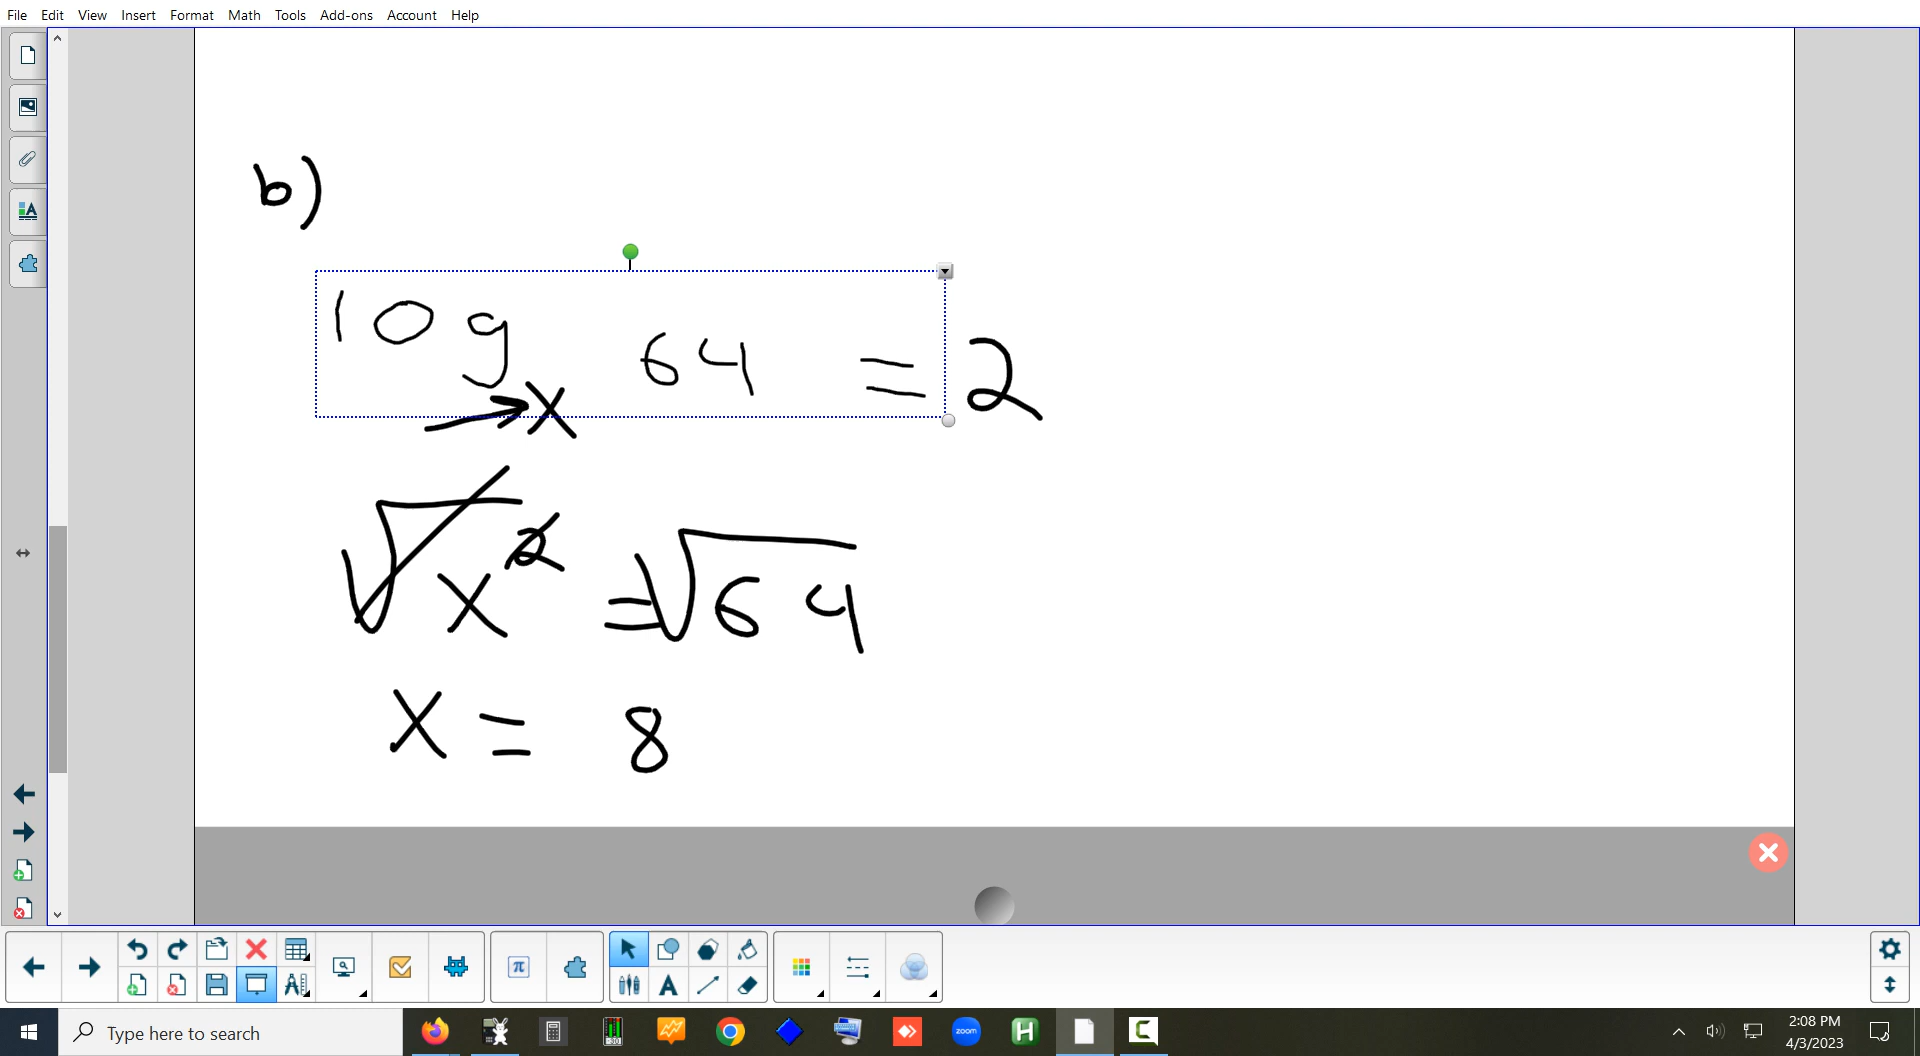 File Edit View Insert Format Math Tools Add-ons Account Help
b)
log x 64 = 2
√x² = √64
x = 8
Type here to search
zoom
2:08 PM
4/3/2023